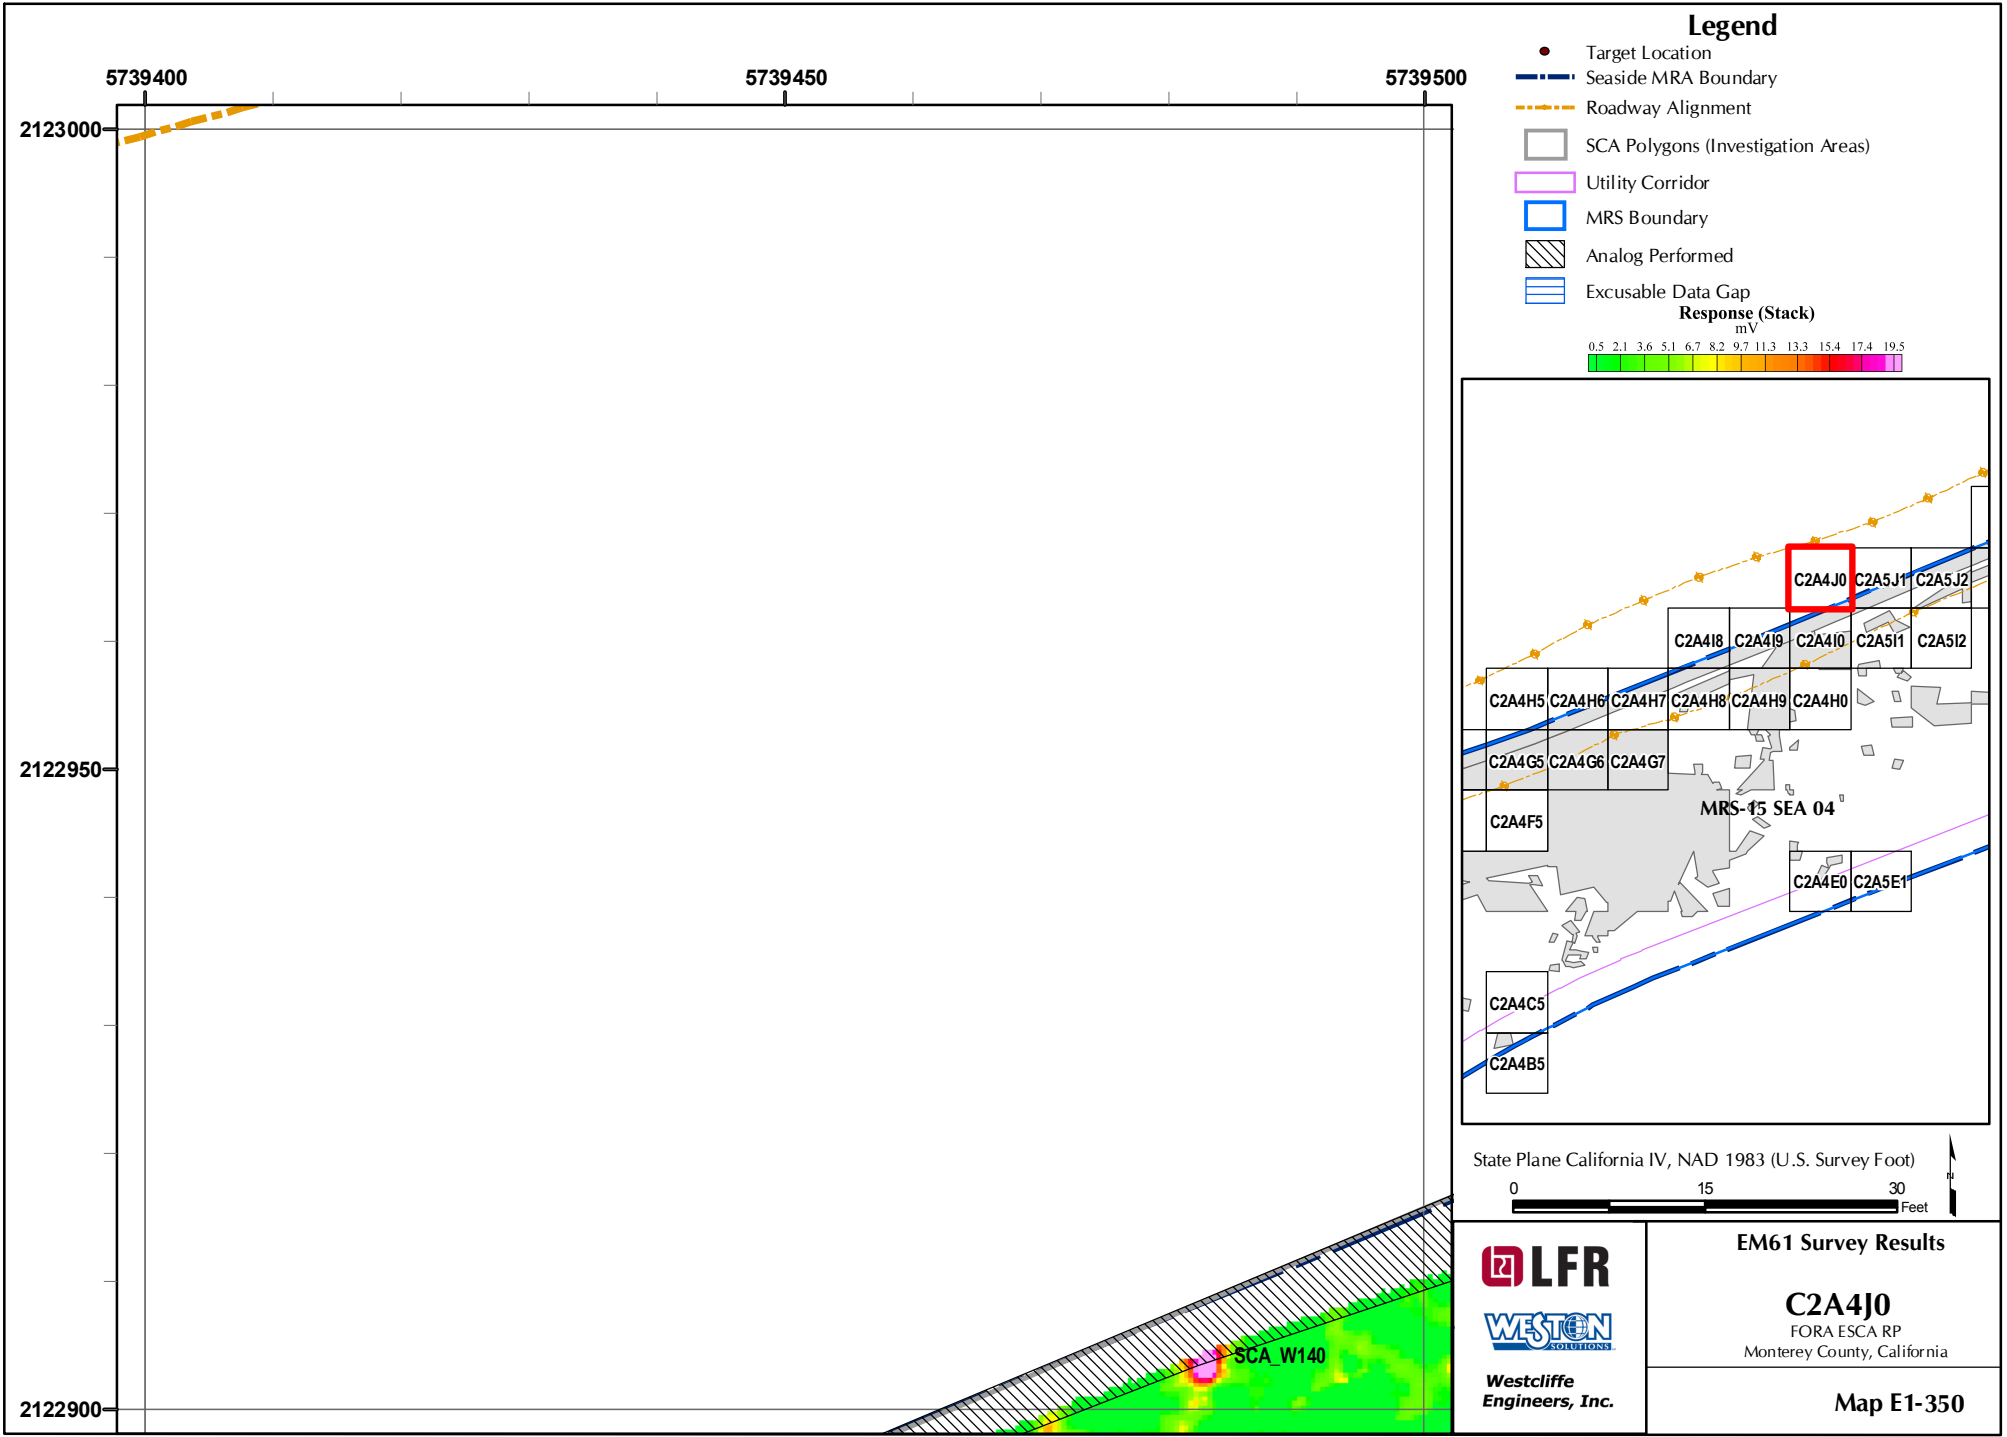 Legend
Target Location
Seaside MRA Boundary
Roadway Alignment
SCA Polygons (Investigation Areas)
Utility Corridor
MRS Boundary
Analog Performed
Excusable Data Gap
Response (Stack)
mV
0.5 2.1 3.6 5.1 6.7 8.2 9.7 11.3 13.3 15.4 17.4 19.5
5739400 5739450 5739500
2123000
2122950
2122900
SCA_W140
C2A4J0 C2A5J1 C2A5J2
C2A4I8 C2A4I9 C2A4I0 C2A5I1 C2A5I2
C2A4H5 C2A4H6 C2A4H7 C2A4H8 C2A4H9 C2A4H0
C2A4G5 C2A4G6 C2A4G7
MRS-15 SEA 04
C2A4F5
C2A4E0 C2A5E1
C2A4C5
C2A4B5
State Plane California IV, NAD 1983 (U.S. Survey Foot)
0 15 30
Feet
N
LFR
WESTON
SOLUTIONS
Westcliffe
Engineers, Inc.
EM61 Survey Results
C2A4J0
FORA ESCA RP
Monterey County, California
Map E1-350